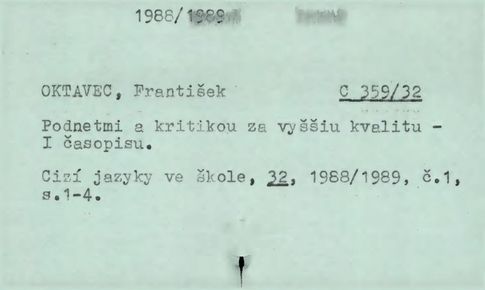 1988/1989
OKTAVEC, František C 359/32
Podnetmi a kritikou za vyššiu kvalitu -
I časopisu.
Cizí jazyky ve škole, 32, 1988/1989, č.1,
s.1-4.